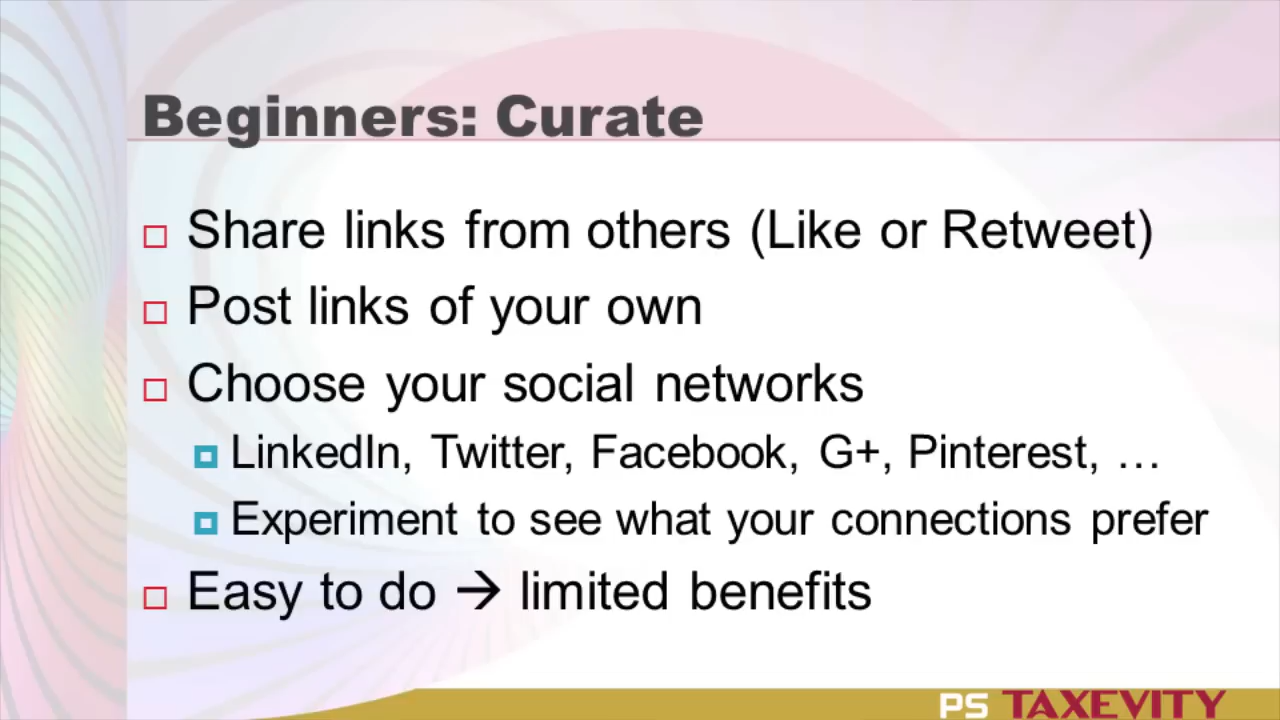 Beginners: Curate
Share links from others (Like or Retweet)
Post links of your own
Choose your social networks
LinkedIn, Twitter, Facebook, G+, Pinterest, …
Experiment to see what your connections prefer
Easy to do → limited benefits
PS TAXEVITY